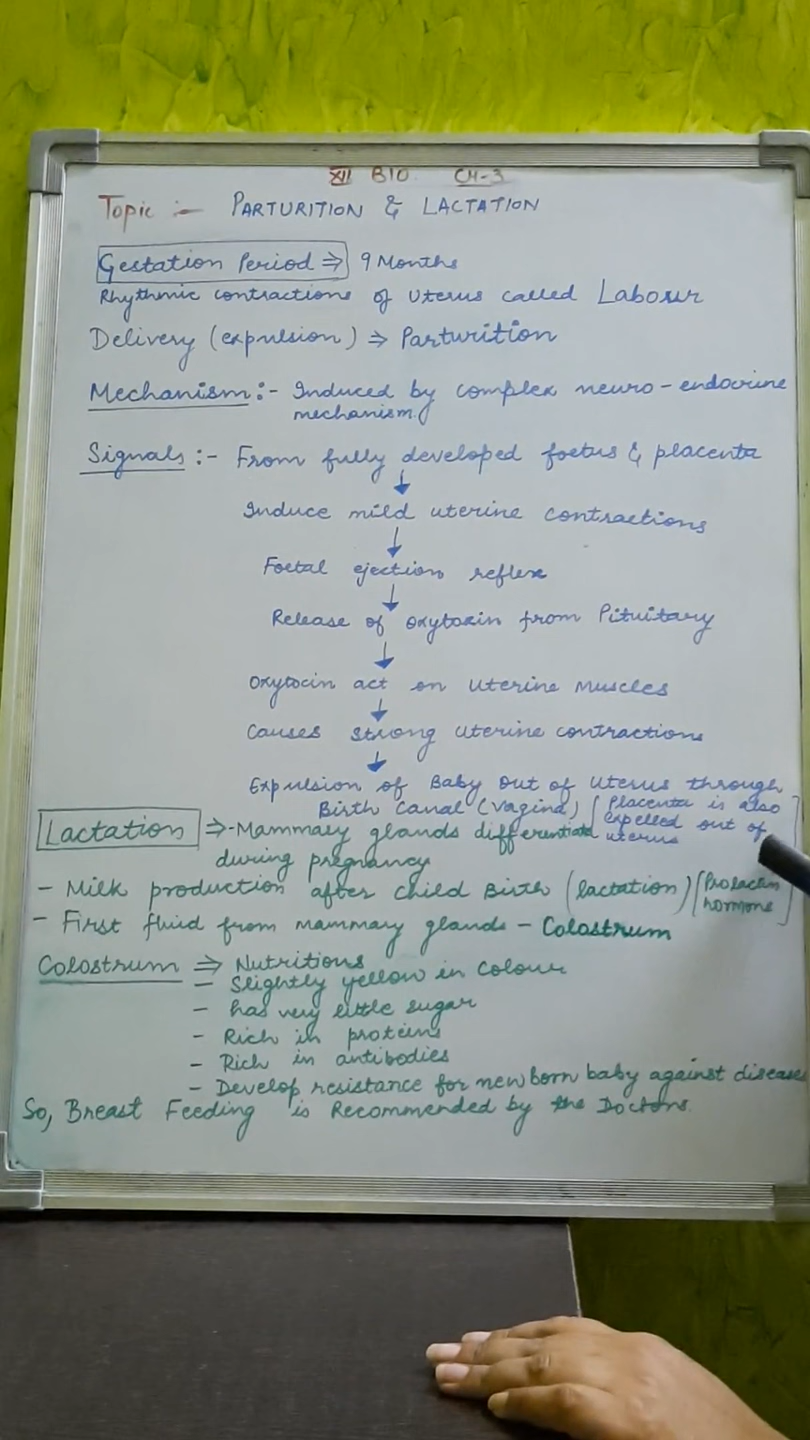 XII BIO CH-3
Topic :- PARTURITION & LACTATION
Gestation Period ⇒ 9 Months
Rhythmic contractions of uterus called Labour
Delivery (expulsion) ⇒ Parturition
Mechanism :- Induced by complex neuro-endocrine
mechanism.
Signals :- From fully developed foetus & placenta
↓
Induce mild uterine contractions
↓
Foetal ejection reflex
↓
Release of oxytoxin from Pituitary
↓
Oxytocin act on uterine Muscles
↓
Causes strong uterine contractions
↓
Expulsion of Baby out of uterus through
Birth canal (vagina) [Placenta is also
expelled out of
uterus]
Lactation ⇒ - Mammary glands differentiate
during pregnancy
- Milk production after child Birth (lactation) [Prolactin
hormone]
- First fluid from mammary glands - Colostrum
Colostrum ⇒ Nutritions
- Slightly yellow in colour
- has very little sugar
- Rich in proteins
- Rich in antibodies
- Develop resistance for new born baby against diseases
So, Breast Feeding is Recommended by the Doctors.